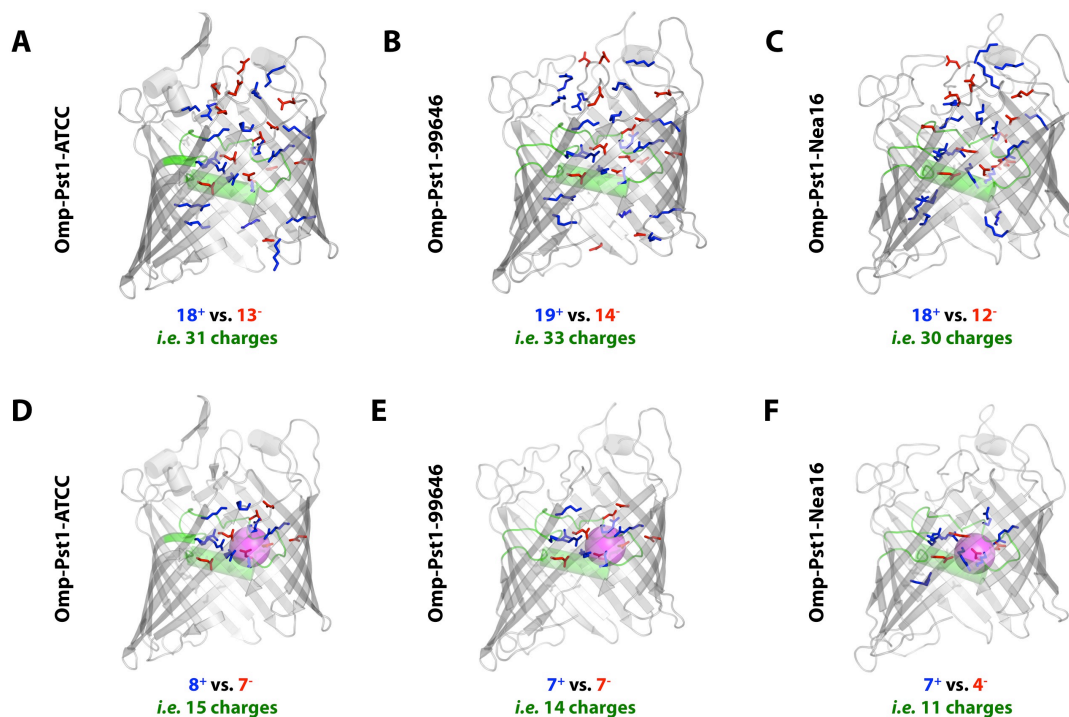 A
B
C
Omp-Pst1-ATCC
Omp-Pst1-99646
Omp-Pst1-Nea16
18⁺ vs. 13⁻
i.e. 31 charges
19⁺ vs. 14⁻
i.e. 33 charges
18⁺ vs. 12⁻
i.e. 30 charges
D
E
F
Omp-Pst1-ATCC
Omp-Pst1-99646
Omp-Pst1-Nea16
8⁺ vs. 7⁻
i.e. 15 charges
7⁺ vs. 7⁻
i.e. 14 charges
7⁺ vs. 4⁻
i.e. 11 charges